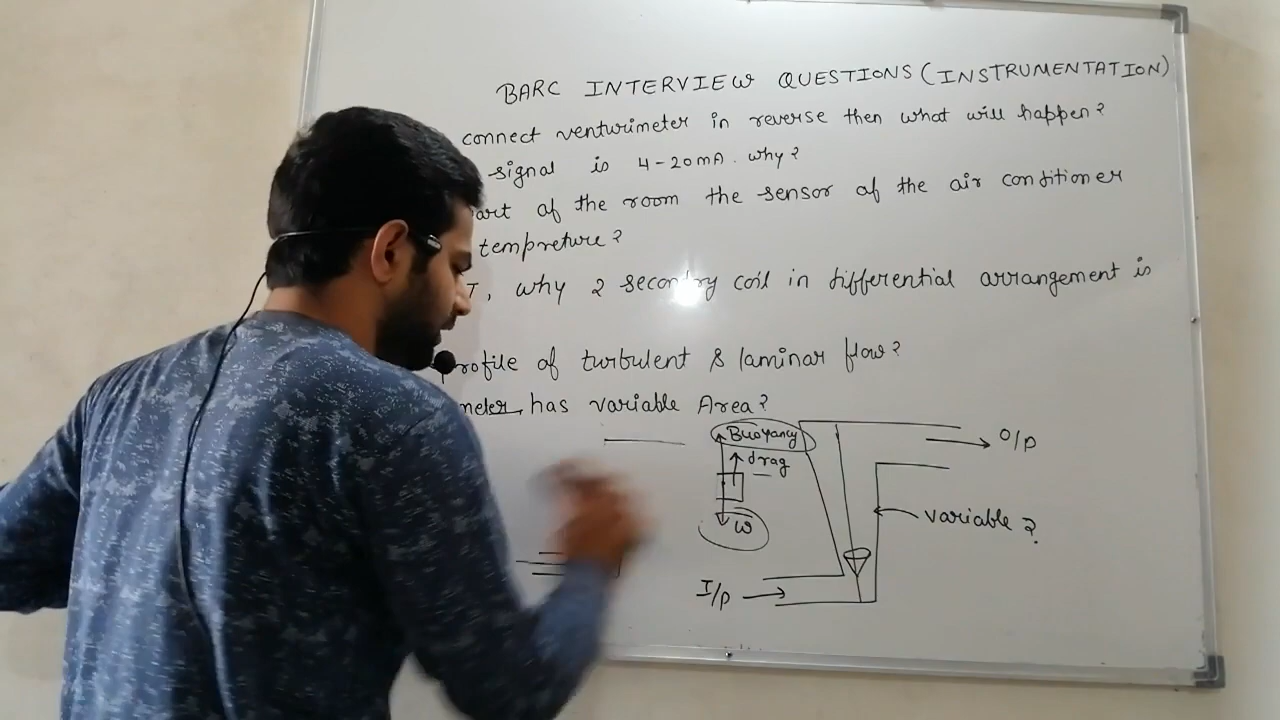 BARC INTERVIEW QUESTIONS (INSTRUMENTATION)
connect venturimeter in reverse then what will happen?
signal is 4-20mA. why?
of the room the sensor of the air conditioner
tempreture?
, why 2 secondry coil in differential arrangement is
profile of turbulent & laminar flow?
meter has variable Area?
Buoyancy
O/p
drag
W
variable?
I/p